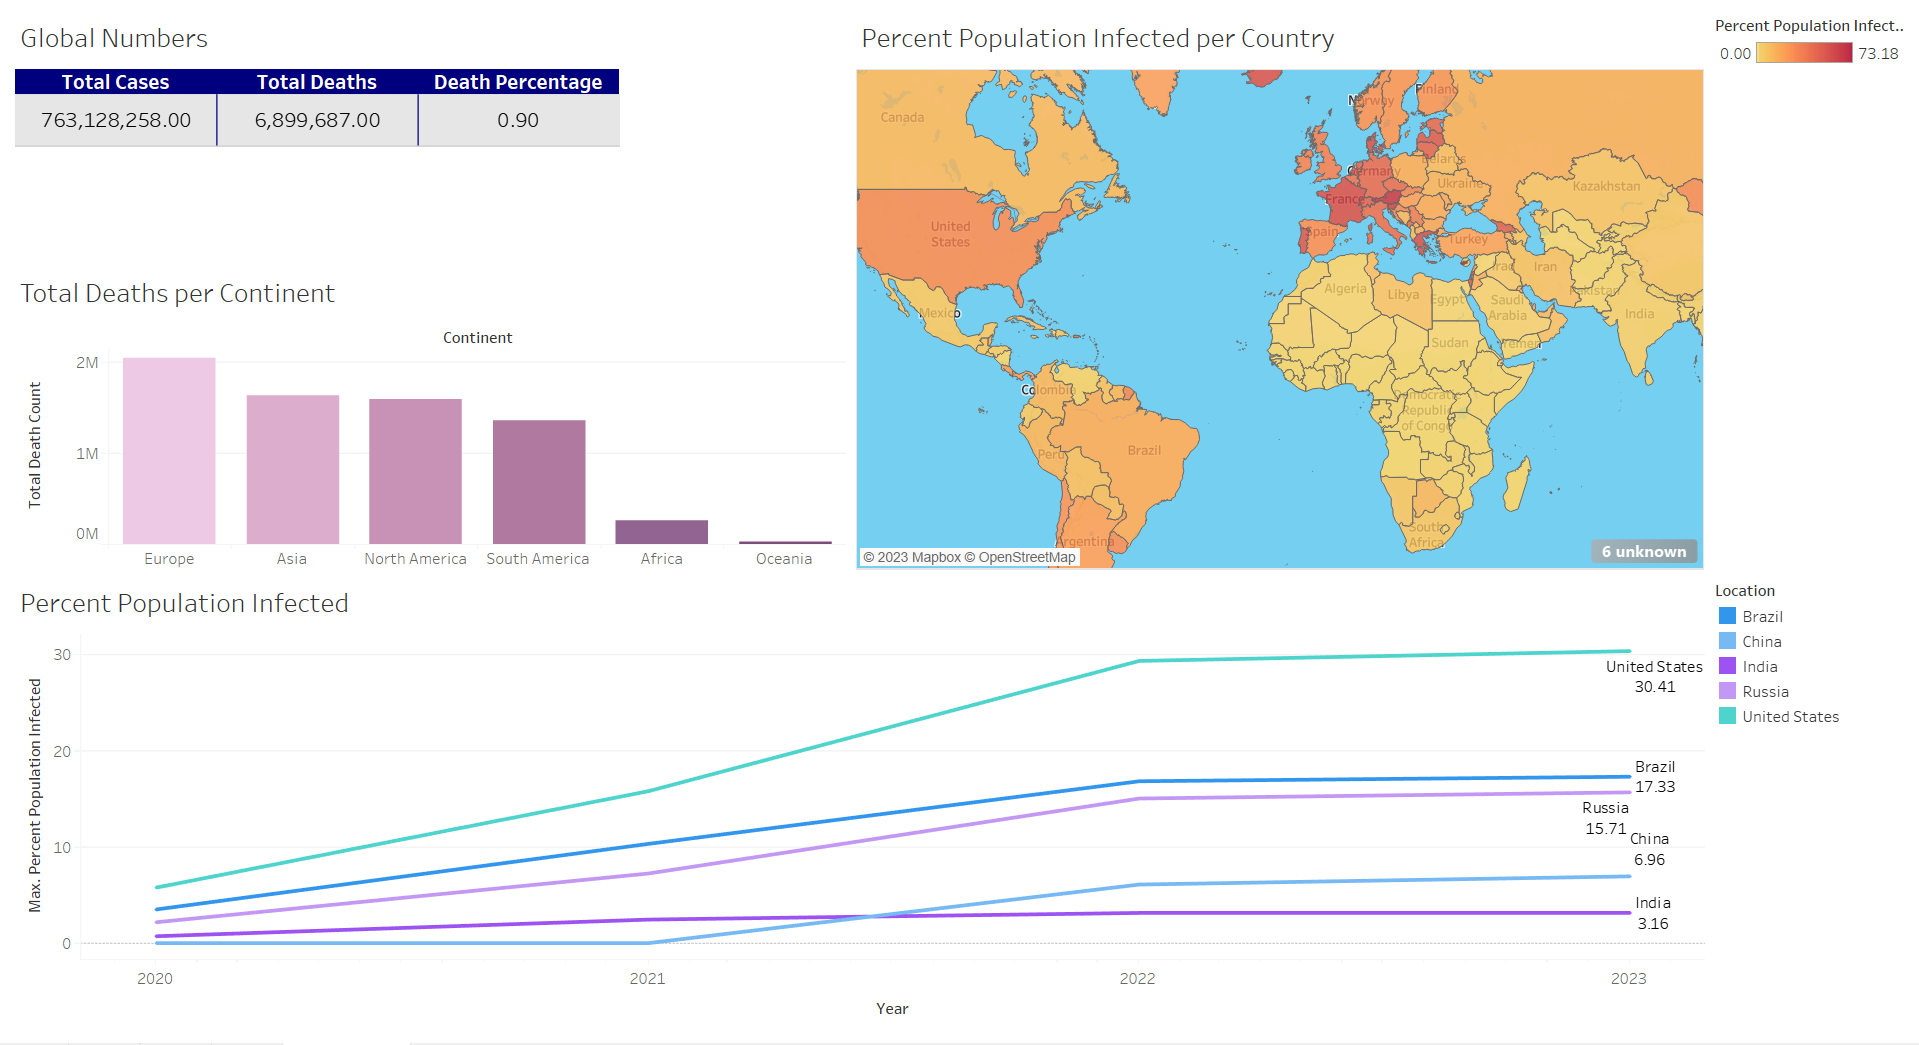 Global Numbers
Total Cases Total Deaths Death Percentage
763,128,258.00 6,899,687.00 0.90
Total Deaths per Continent
Continent
Total Death Count
2M
1M
0M
Europe Asia North America South America Africa Oceania
Percent Population Infected per Country
Canada
United
States
Mexico
Colombia
Peru
Brazil
Argentina
Norway
Finland
Belarus
Germany
Ukraine
France
Spain
Turkey
Kazakhstan
Iraq
Iran
Pakistan
Algeria
Libya
Egypt
Saudi
Arabia
India
Sudan
Yemen
Democratic
Republic
of Congo
South
Africa
© 2023 Mapbox © OpenStreetMap
6 unknown
Percent Population Infect..
0.00 73.18
Percent Population Infected
Max. Percent Population Infected
30
20
10
0
United States
30.41
Brazil
17.33
Russia
15.71
China
6.96
India
3.16
2020 2021 2022 2023
Year
Location
Brazil
China
India
Russia
United States